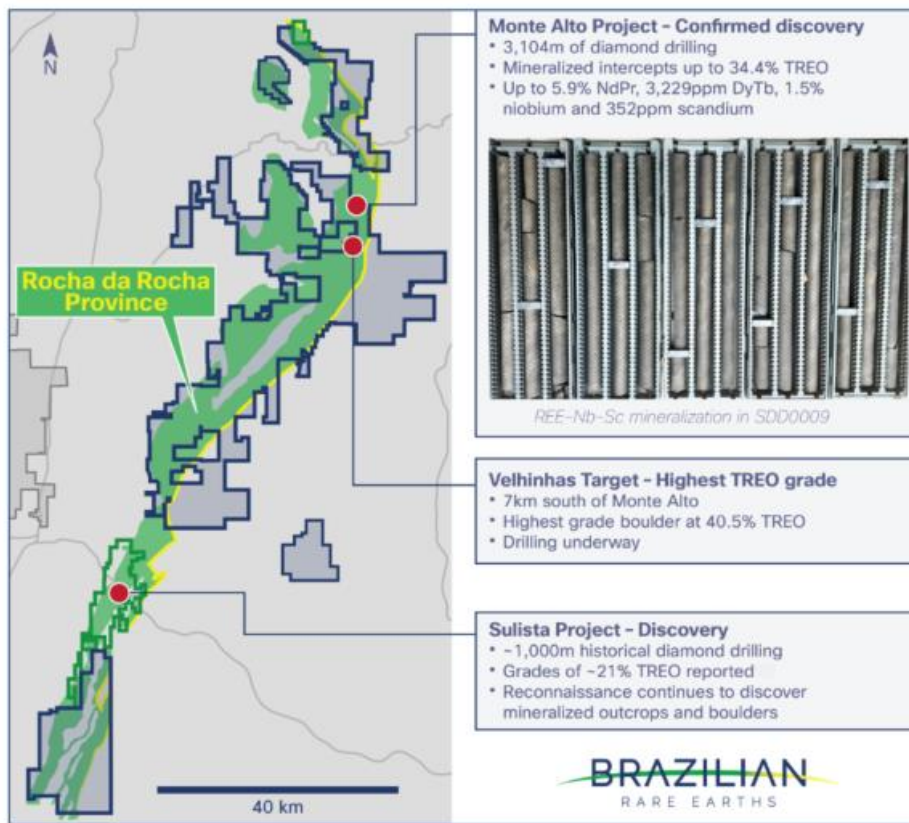 N
Rocha da Rocha
Province
40 km
Monte Alto Project - Confirmed discovery
• 3,104m of diamond drilling
• Mineralized intercepts up to 34.4% TREO
• Up to 5.9% NdPr, 3,229ppm DyTb, 1.5%
niobium and 352ppm scandium
REE-Nb-Sc mineralization in SDD0009
Velhinhas Target - Highest TREO grade
• 7km south of Monte Alto
• Highest grade boulder at 40.5% TREO
• Drilling underway
Sulista Project - Discovery
• ~1,000m historical diamond drilling
• Grades of ~21% TREO reported
• Reconnaissance continues to discover
mineralized outcrops and boulders
BRAZILIAN
RARE EARTHS